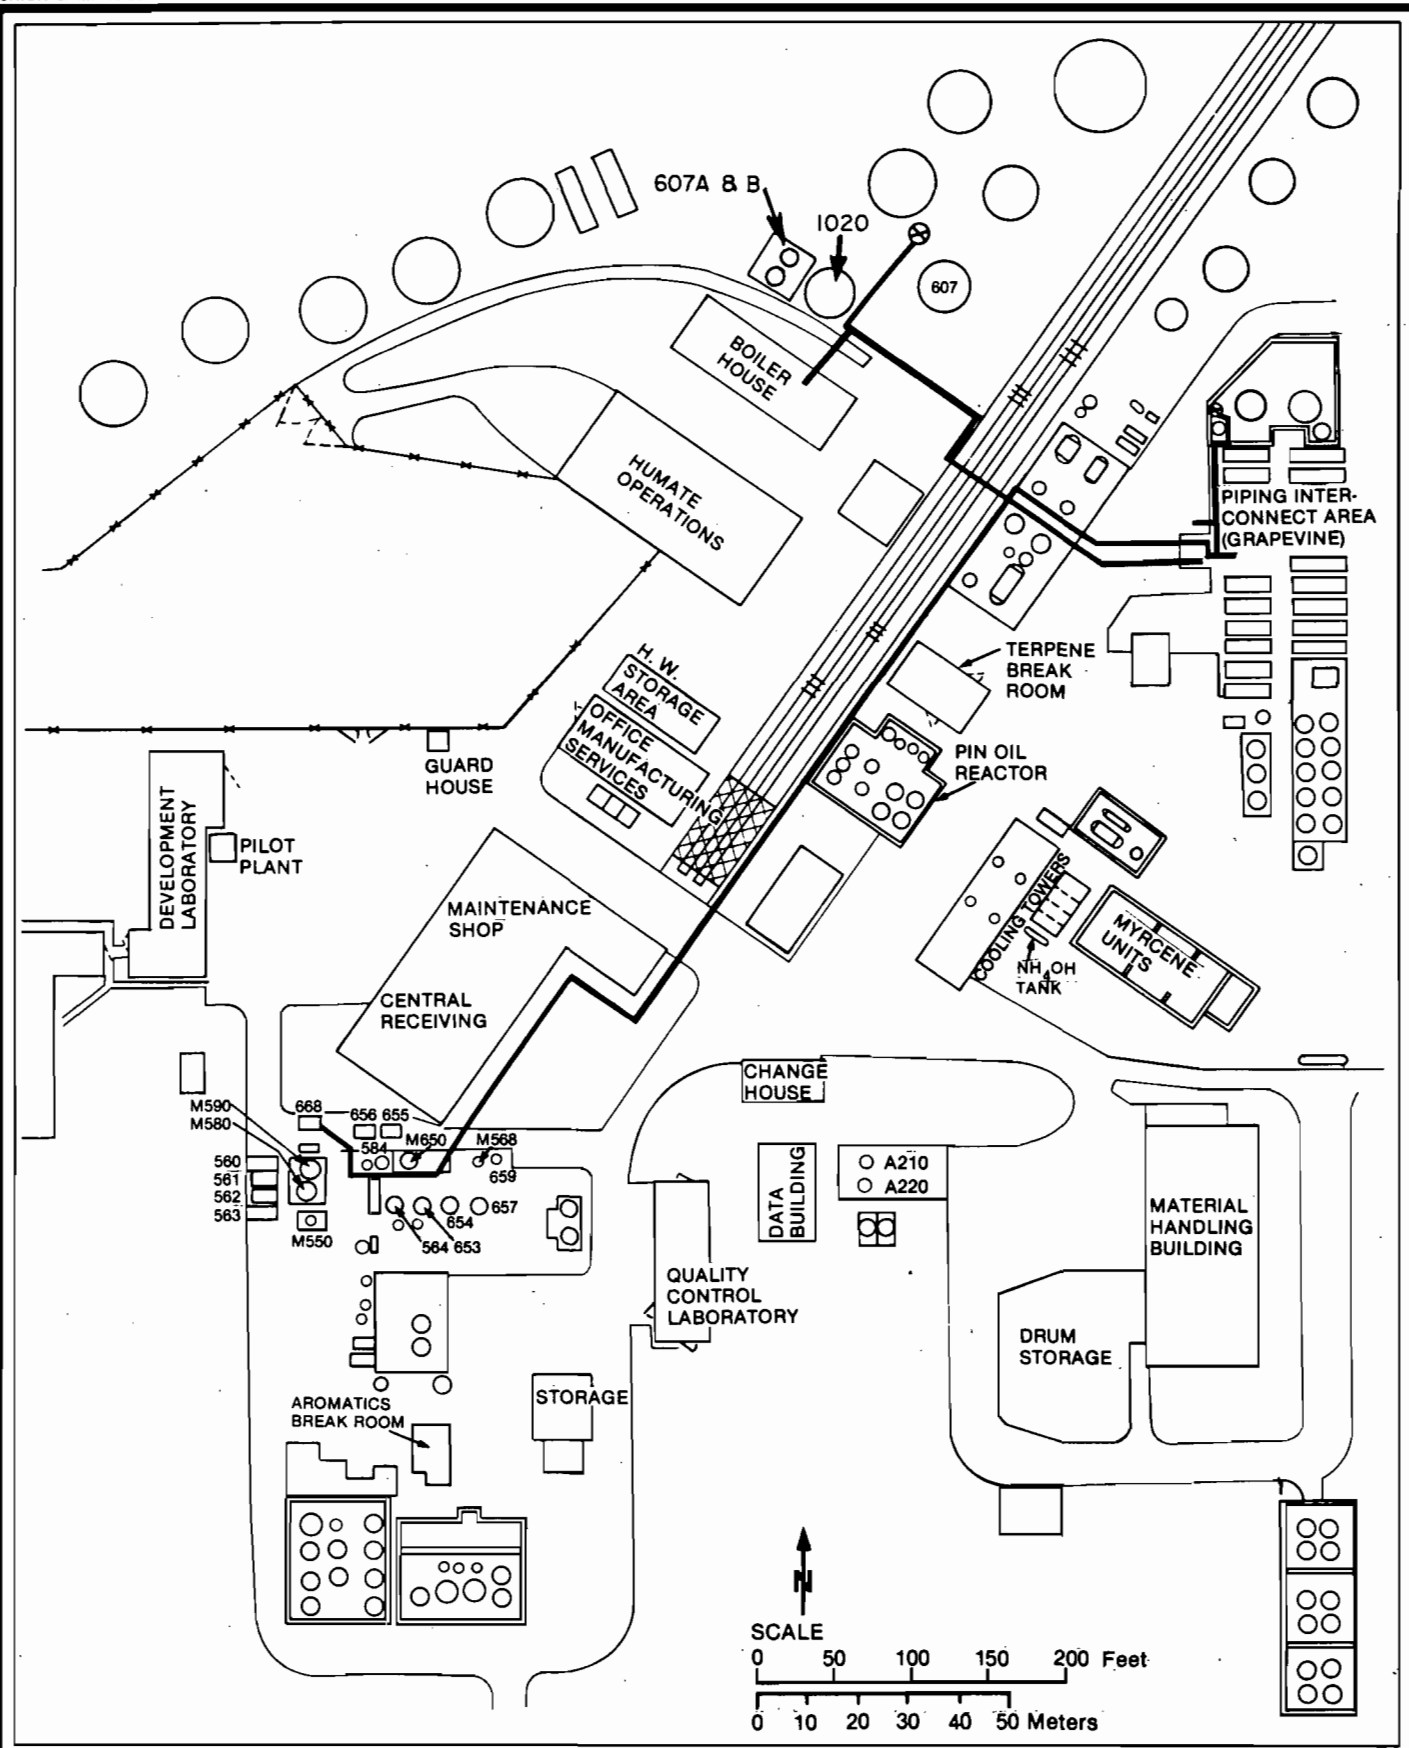 607A & B
1020
607
BOILER
HOUSE
HUMATE
OPERATIONS
PIPING INTER-
CONNECT AREA
(GRAPEVINE)
TERPENE
BREAK
ROOM
H. W.
STORAGE
AREA
OFFICE
MANUFACTURING
SERVICES
GUARD
HOUSE
PIN OIL
REACTOR
DEVELOPMENT
LABORATORY
PILOT
PLANT
MAINTENANCE
SHOP
CENTRAL
RECEIVING
COOLING TOWERS
NH4OH
TANK
MYRCENE
UNITS
CHANGE
HOUSE
M590
M580
668
656 655
584
M650
M568
659
560
561
562
563
M550
564 653
654
657
DATA
BUILDING
A210
A220
MATERIAL
HANDLING
BUILDING
QUALITY
CONTROL
LABORATORY
DRUM
STORAGE
STORAGE
AROMATICS
BREAK ROOM
N
SCALE
0 50 100 150 200 Feet
0 10 20 30 40 50 Meters